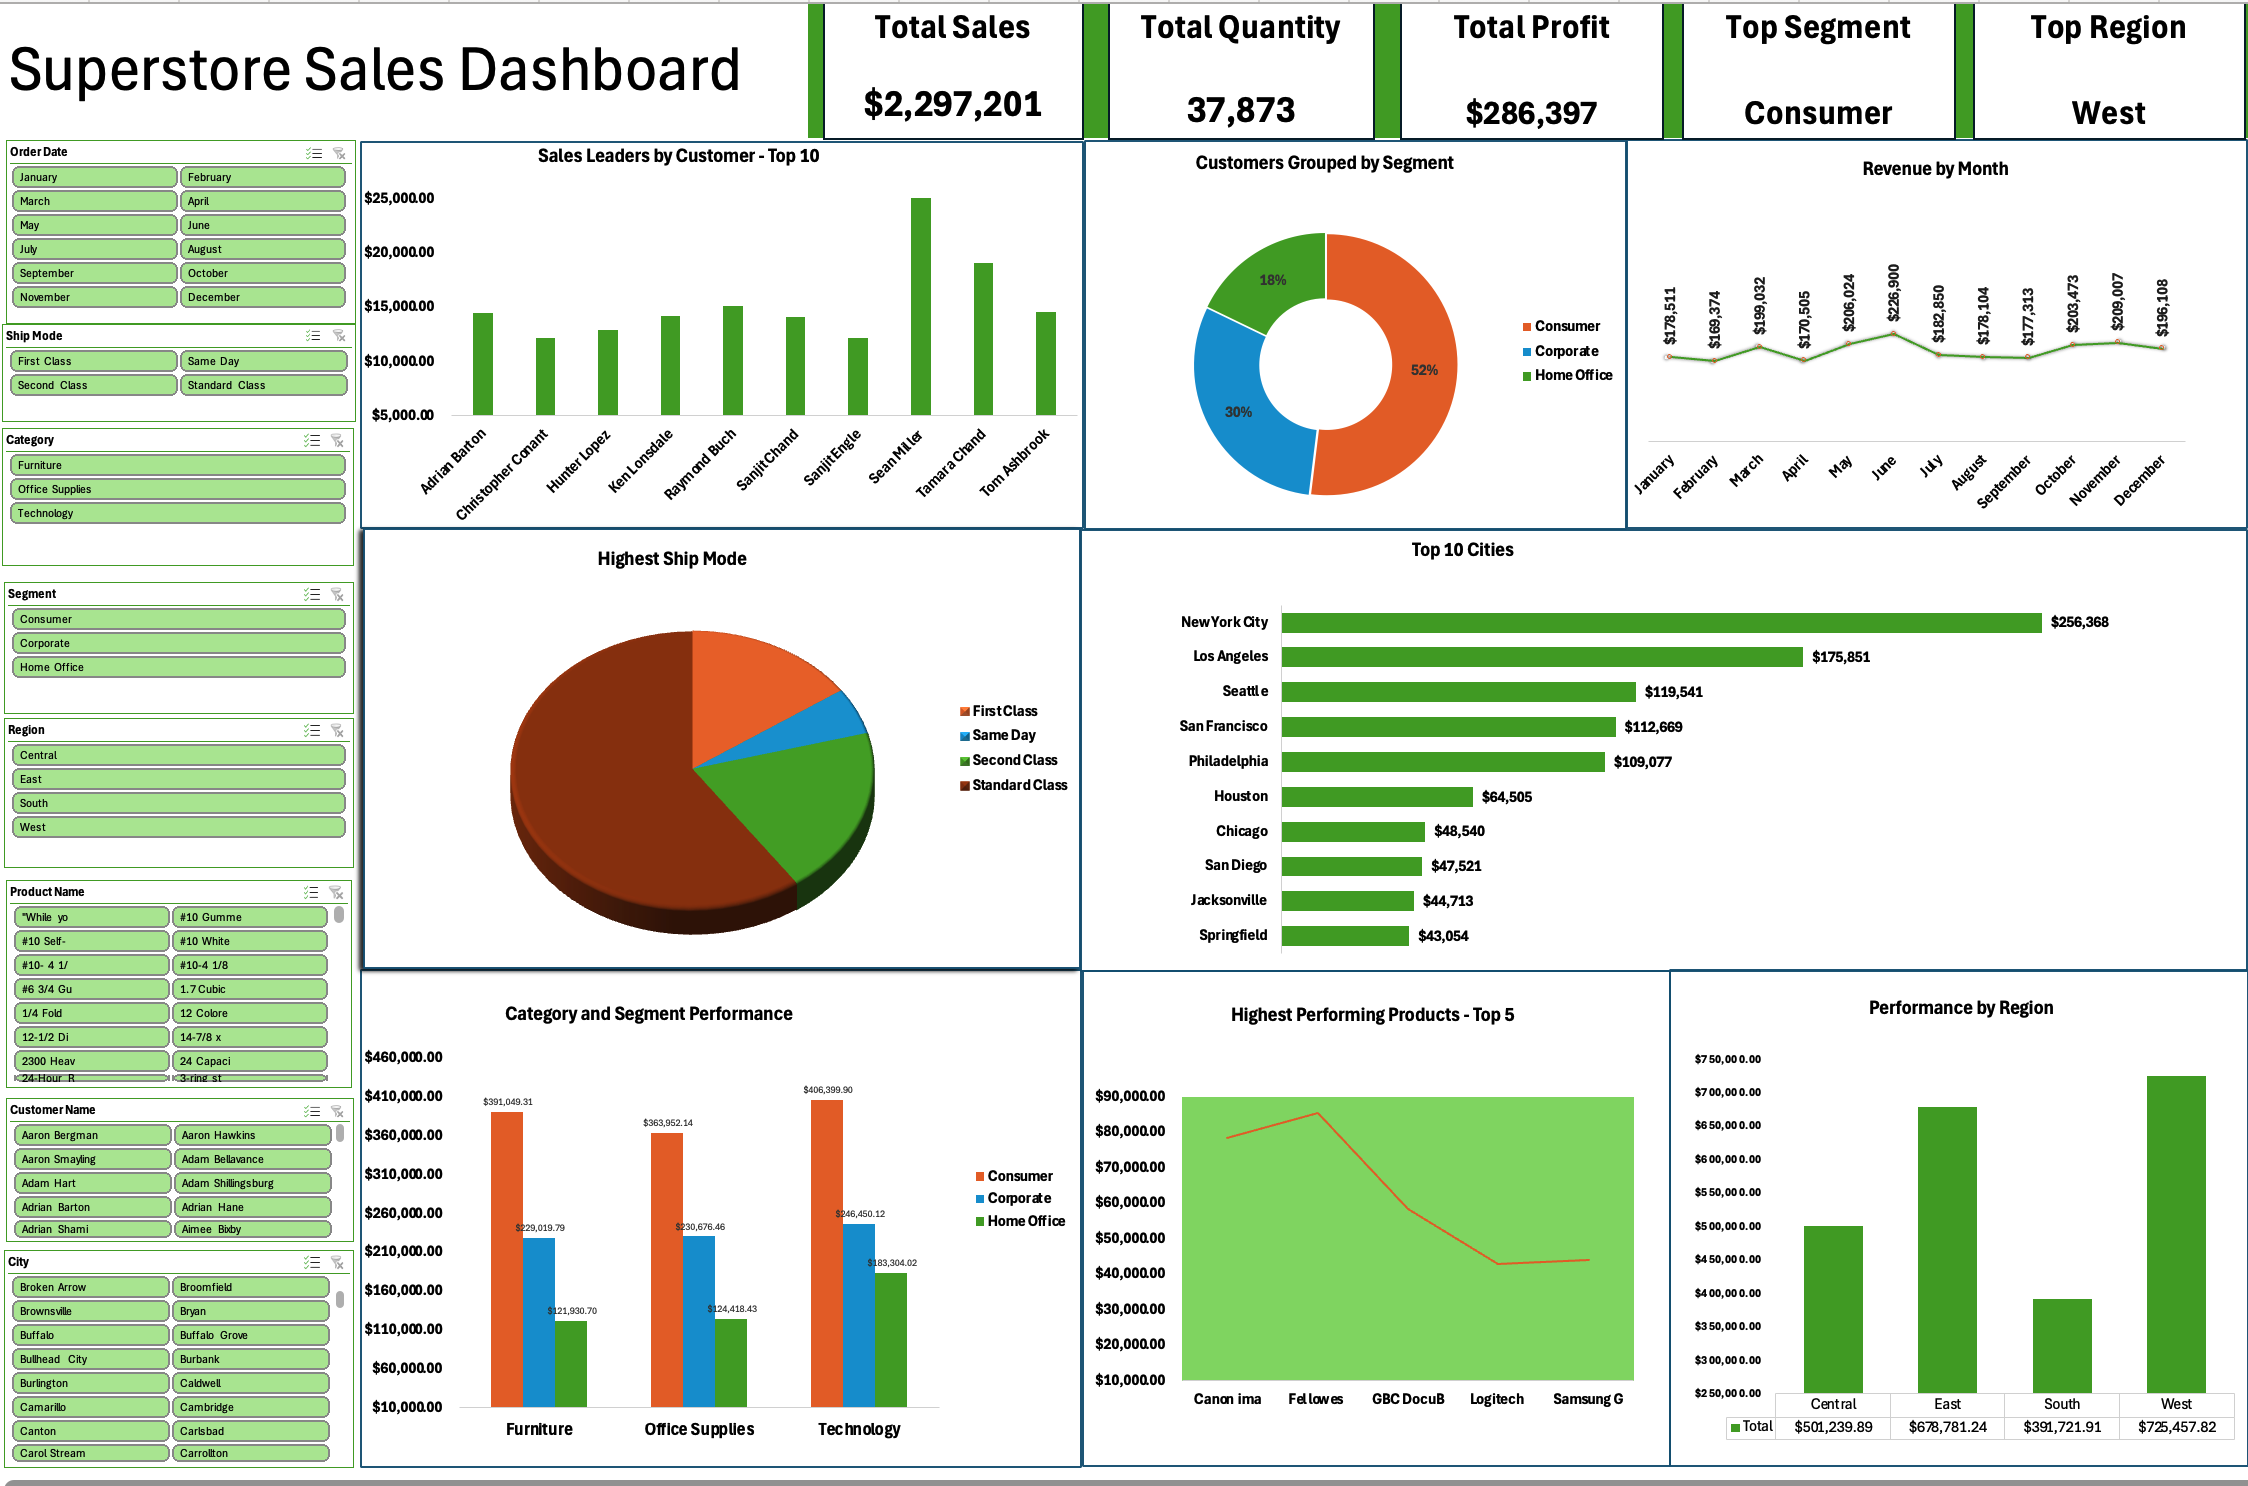 Superstore Sales Dashboard
Total Sales
$2,297,201
Total Quantity
37,873
Total Profit
$286,397
Top Segment
Consumer
Top Region
West
Order Date
January February
March April
May June
July August
September October
November December
Ship Mode
First Class Same Day
Second Class Standard Class
Category
Furniture
Office Supplies
Technology
Segment
Consumer
Corporate
Home Office
Region
Central
East
South
West
Product Name
"While yo #10 Gumme
#10 Self- #10 White
#10- 4 1/ #10-4 1/8
#6 3/4 Gu 1.7 Cubic
1/4 Fold 12 Colore
12-1/2 Di 14-7/8 x
2300 Heav 24 Capaci
24-Hour R 3-ring st
Customer Name
Aaron Bergman Aaron Hawkins
Aaron Smayling Adam Bellavance
Adam Hart Adam Shillingsburg
Adrian Barton Adrian Hane
Adrian Shami Aimee Bixby
City
Broken Arrow Broomfield
Brownsville Bryan
Buffalo Buffalo Grove
Bullhead City Burbank
Burlington Caldwell
Camarillo Cambridge
Canton Carlsbad
Carol Stream Carrollton
Sales Leaders by Customer - Top 10
$25,000.00
$20,000.00
$15,000.00
$10,000.00
$5,000.00
Adrian Barton
Christopher Conant
Hunter Lopez
Ken Lonsdale
Raymond Buch
Sanjit Chand
Sanjit Engle
Sean Miller
Tamara Chand
Tom Ashbrook
Customers Grouped by Segment
18%
52%
30%
Consumer
Corporate
Home Office
Revenue by Month
$178,511
$169,374
$199,032
$170,505
$206,024
$226,900
$182,850
$178,104
$177,313
$203,473
$209,007
$196,108
January
February
March
April
May
June
July
August
September
October
November
December
Highest Ship Mode
First Class
Same Day
Second Class
Standard Class
Top 10 Cities
New York City $256,368
Los Angeles $175,851
Seattle $119,541
San Francisco $112,669
Philadelphia $109,077
Houston $64,505
Chicago $48,540
San Diego $47,521
Jacksonville $44,713
Springfield $43,054
Category and Segment Performance
$460,000.00
$410,000.00
$360,000.00
$310,000.00
$260,000.00
$210,000.00
$160,000.00
$110,000.00
$60,000.00
$10,000.00
$391,049.31
$229,019.79
$121,930.70
$363,952.14
$230,676.46
$124,418.43
$406,399.90
$246,450.12
$183,304.02
Furniture Office Supplies Technology
Consumer
Corporate
Home Office
Highest Performing Products - Top 5
$90,000.00
$80,000.00
$70,000.00
$60,000.00
$50,000.00
$40,000.00
$30,000.00
$20,000.00
$10,000.00
Canon ima Fellowes GBC DocuB Logitech Samsung G
Performance by Region
$750,000.00
$700,000.00
$650,000.00
$600,000.00
$550,000.00
$500,000.00
$450,000.00
$400,000.00
$350,000.00
$300,000.00
$250,000.00
Central East South West
Total $501,239.89 $678,781.24 $391,721.91 $725,457.82